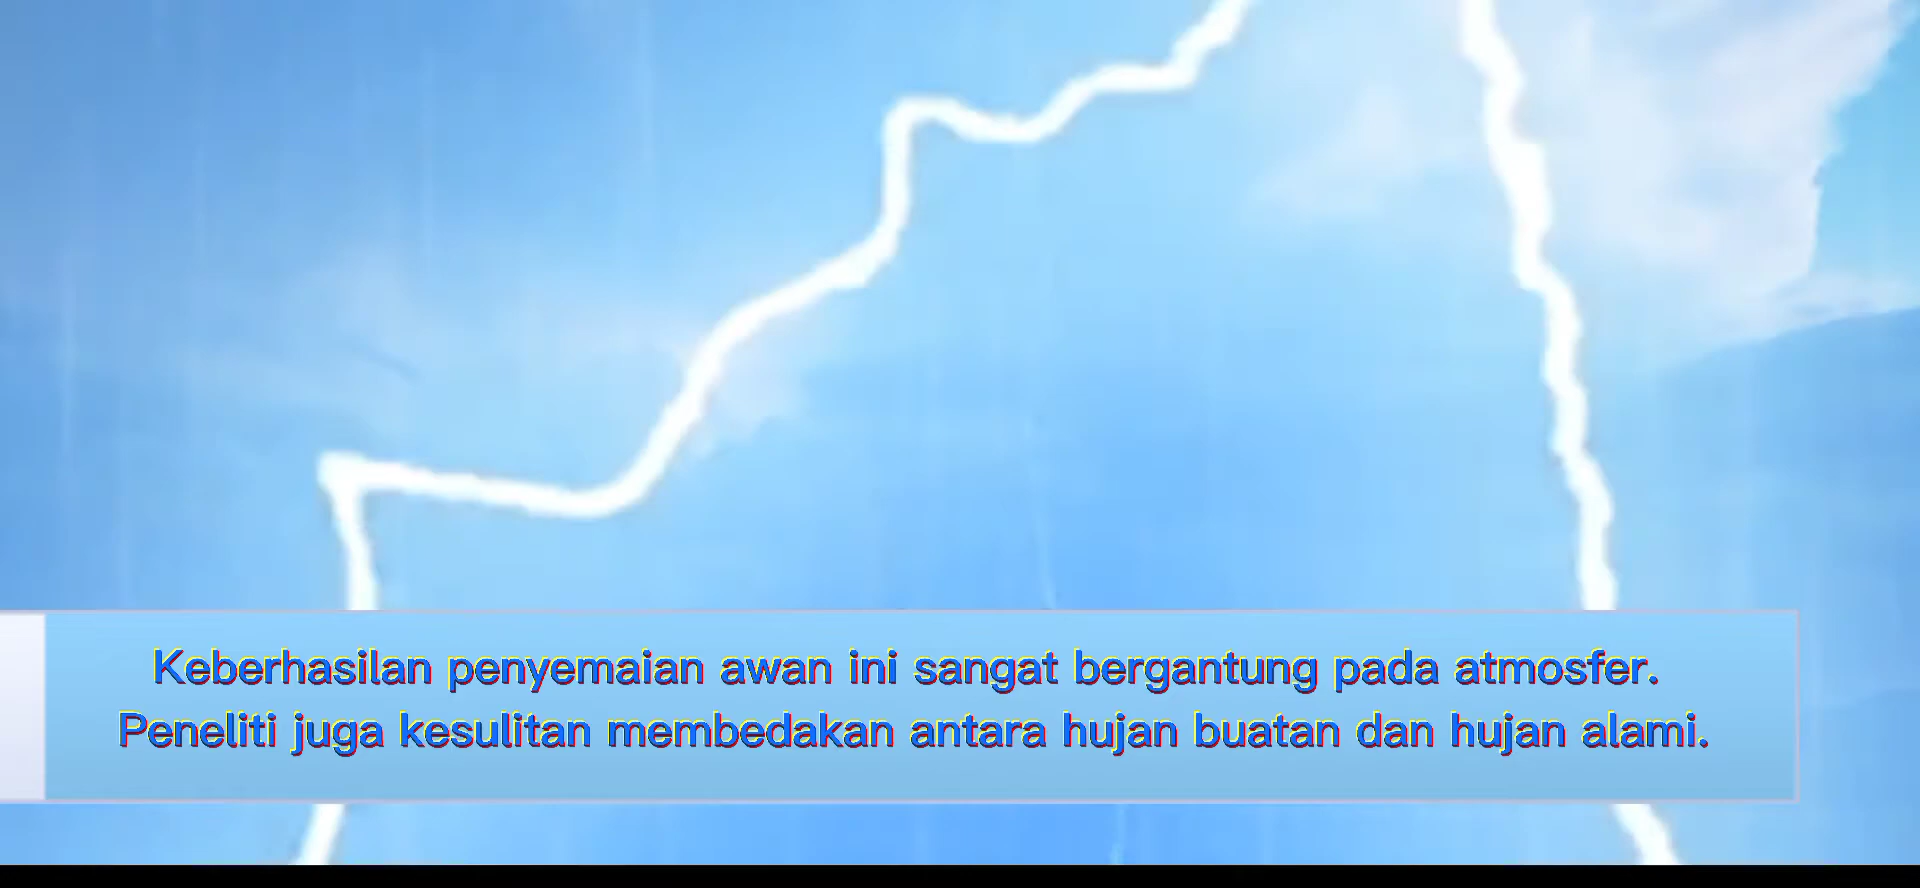 Keberhasilan penyemaian awan ini sangat bergantung pada atmosfer.
Peneliti juga kesulitan membedakan antara hujan buatan dan hujan alami.